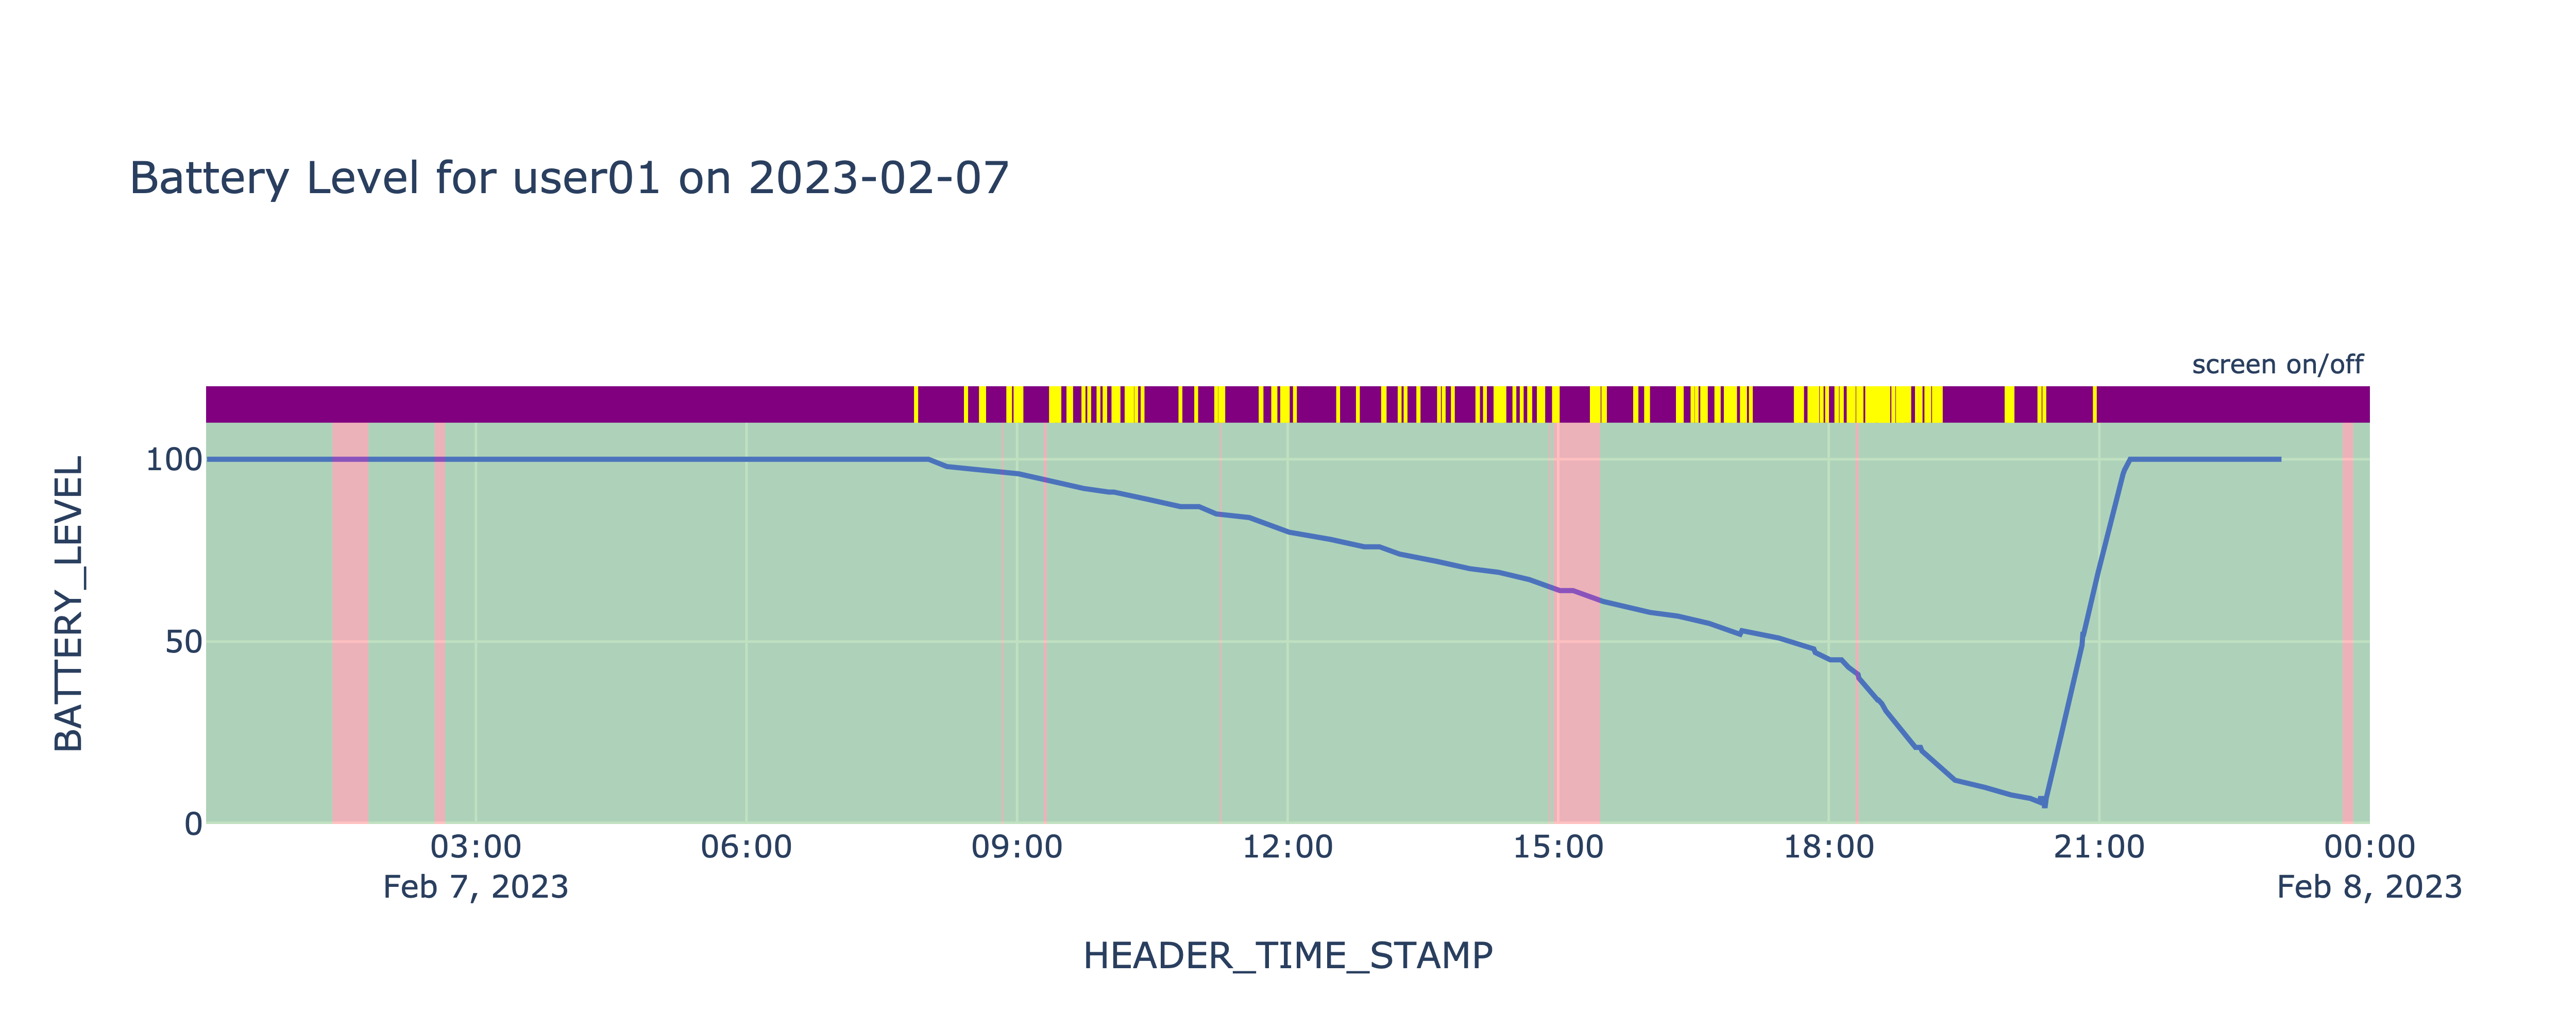 Battery Level for user01 on 2023-02-07
screen on/off
BATTERY_LEVEL
100
50
0
03:00 06:00 09:00 12:00 15:00 18:00 21:00 00:00
Feb 7, 2023 Feb 8, 2023
HEADER_TIME_STAMP